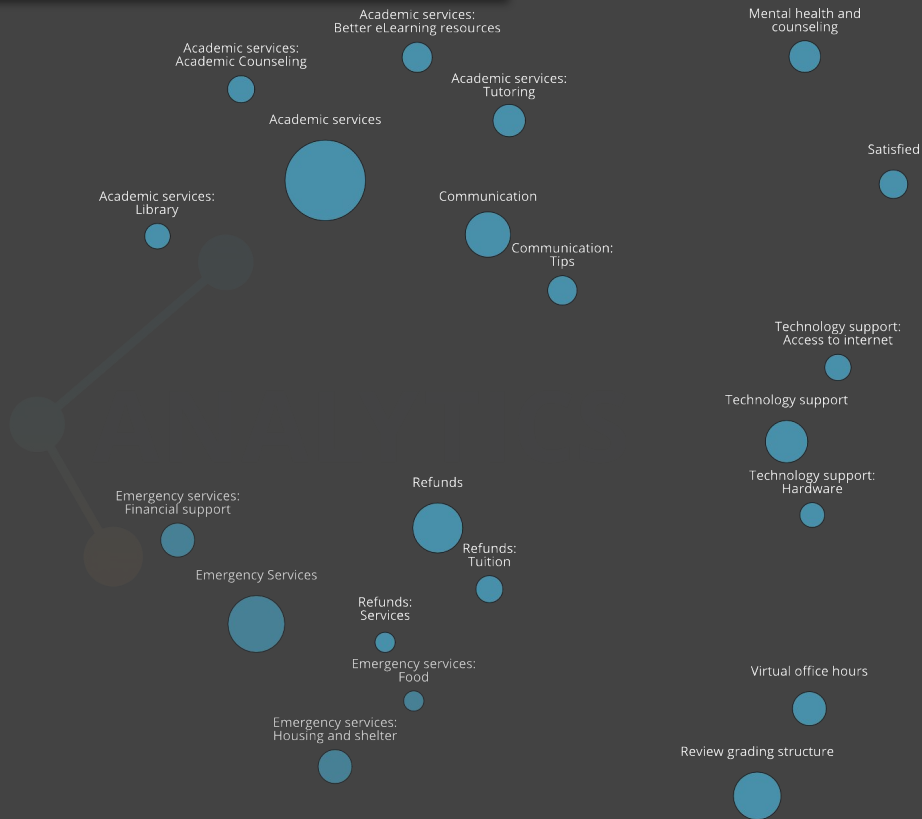 Academic services:
Better eLearning resources
Mental health and
counseling
Academic services:
Academic Counseling
Academic services:
Tutoring
Academic services
Satisfied
Academic services:
Library
Communication
Communication:
Tips
Technology support:
Access to internet
Technology support
Technology support:
Hardware
Refunds
Emergency services:
Financial support
Refunds:
Tuition
Emergency Services
Refunds:
Services
Emergency services:
Food
Virtual office hours
Emergency services:
Housing and shelter
Review grading structure